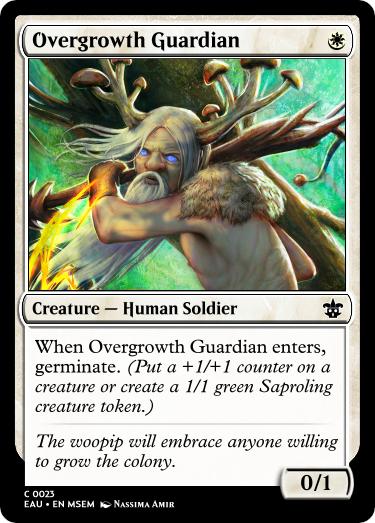 Overgrowth Guardian
Creature — Human Soldier
When Overgrowth Guardian enters,
germinate. (Put a +1/+1 counter on a
creature or create a 1/1 green Saproling
creature token.)
The woopip will embrace anyone willing
to grow the colony.
0/1
C 0023
EAU • EN MSEM Nassima Amir